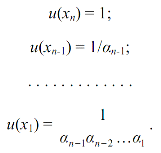 u(xₙ) = 1;
u(xₙ₋₁) = 1/αₙ₋₁;
. . . . . . . . . . . . .
u(x₁) = 1 / (αₙ₋₁αₙ₋₂ …α₁) .